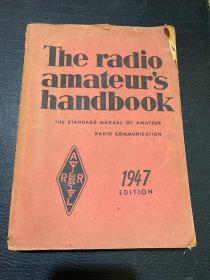 The radio
amateur's
handbook
THE STANDARD MANUAL OF AMATEUR
RADIO COMMUNICATION
A
R R
L
1947
EDITION